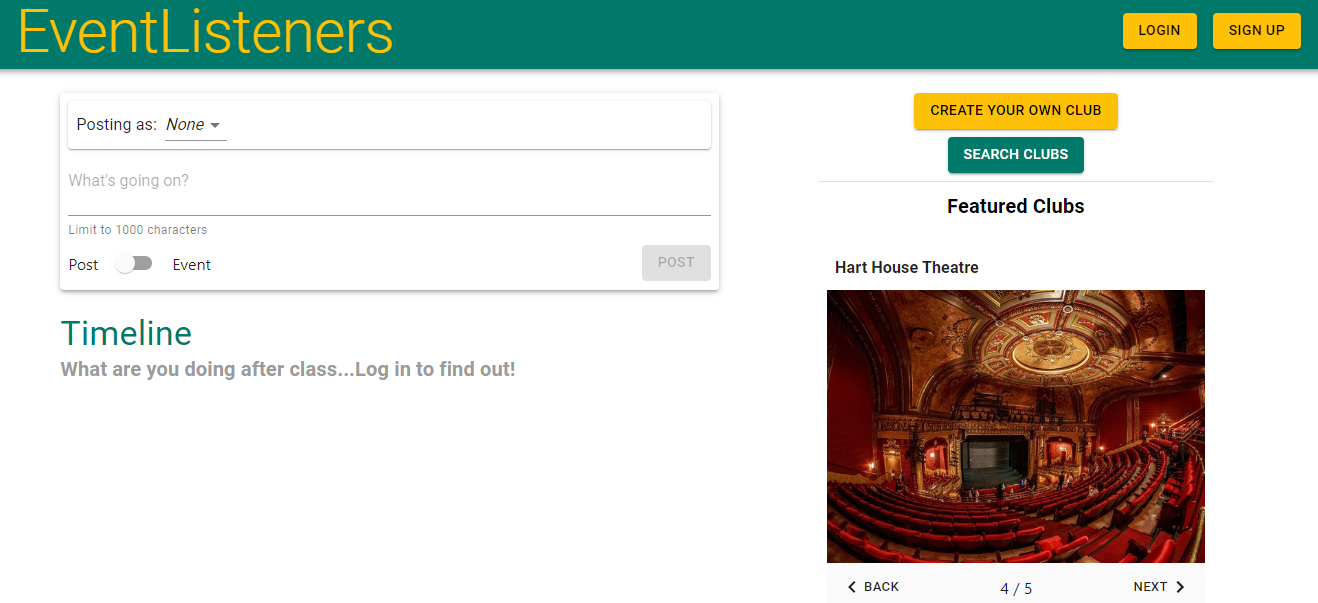 EventListeners
LOGIN
SIGN UP
Posting as: None
What's going on?
Limit to 1000 characters
Post
Event
POST
Timeline
What are you doing after class...Log in to find out!
CREATE YOUR OWN CLUB
SEARCH CLUBS
Featured Clubs
Hart House Theatre
BACK
4 / 5
NEXT